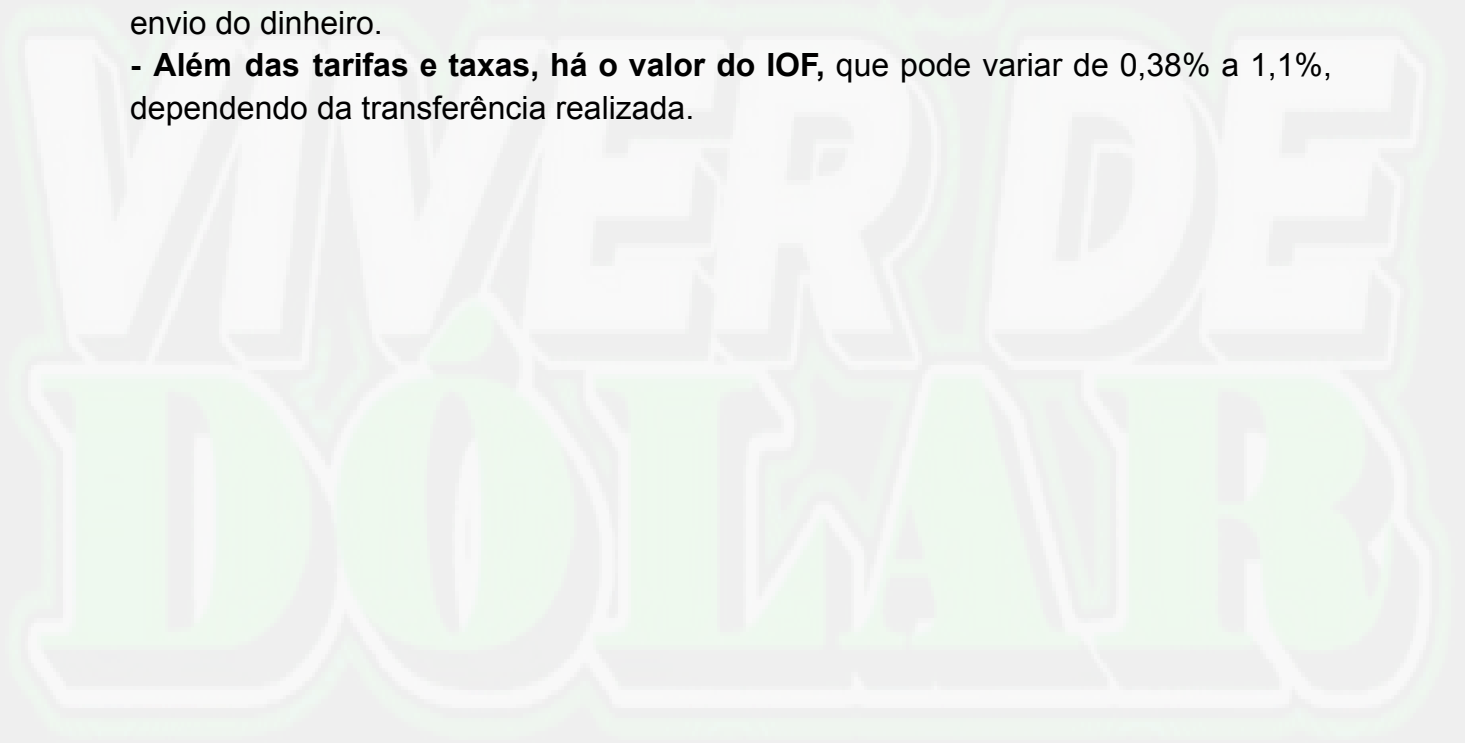 envio do dinheiro.
- Além das tarifas e taxas, há o valor do IOF, que pode variar de 0,38% a 1,1%,
dependendo da transferência realizada.
VIVER DE
DÓLAR